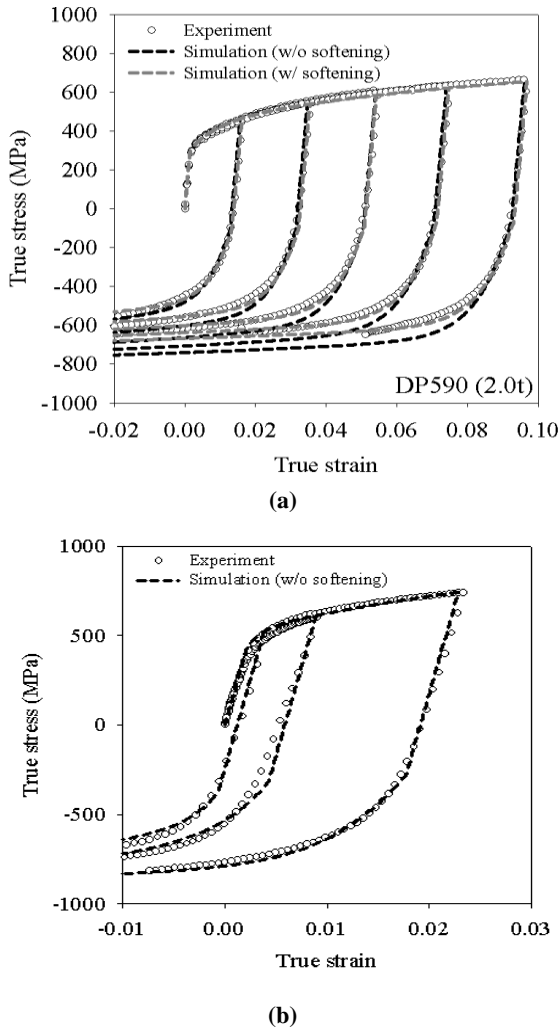 1000
800
600
400
200
0
-200
-400
-600
-800
-1000
True stress (MPa)
Experiment
Simulation (w/o softening)
Simulation (w/ softening)
DP590 (2.0t)
-0.02 0.00 0.02 0.04 0.06 0.08 0.10
True strain
(a)
1000
500
0
-500
-1000
True stress (MPa)
Experiment
Simulation (w/o softening)
-0.01 0.00 0.01 0.02 0.03
True strain
(b)